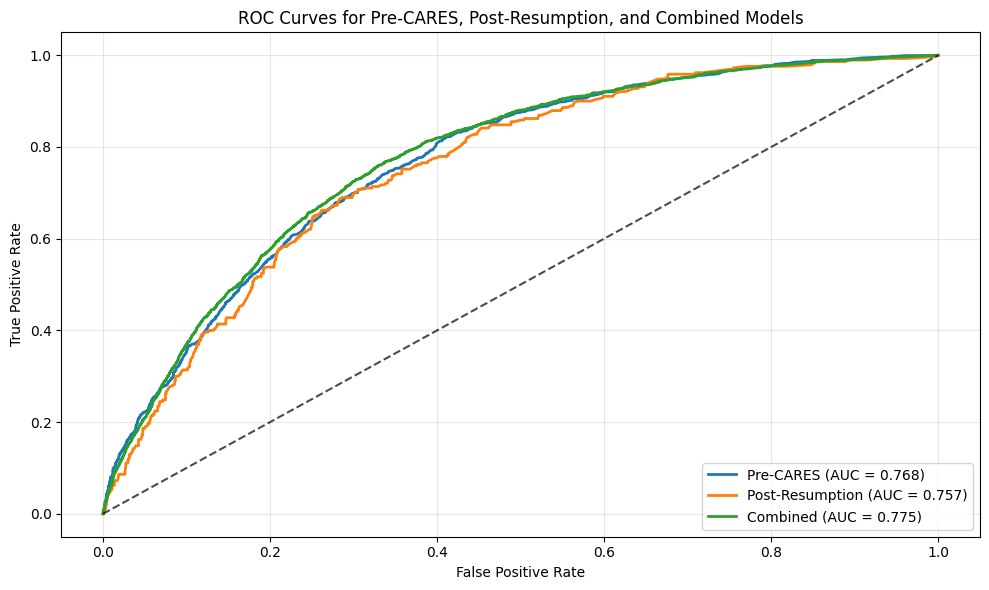 ROC Curves for Pre-CARES, Post-Resumption, and Combined Models
True Positive Rate
1.0
0.8
0.6
0.4
0.2
0.0
Pre-CARES (AUC = 0.768)
Post-Resumption (AUC = 0.757)
Combined (AUC = 0.775)
0.0 0.2 0.4 0.6 0.8 1.0
False Positive Rate